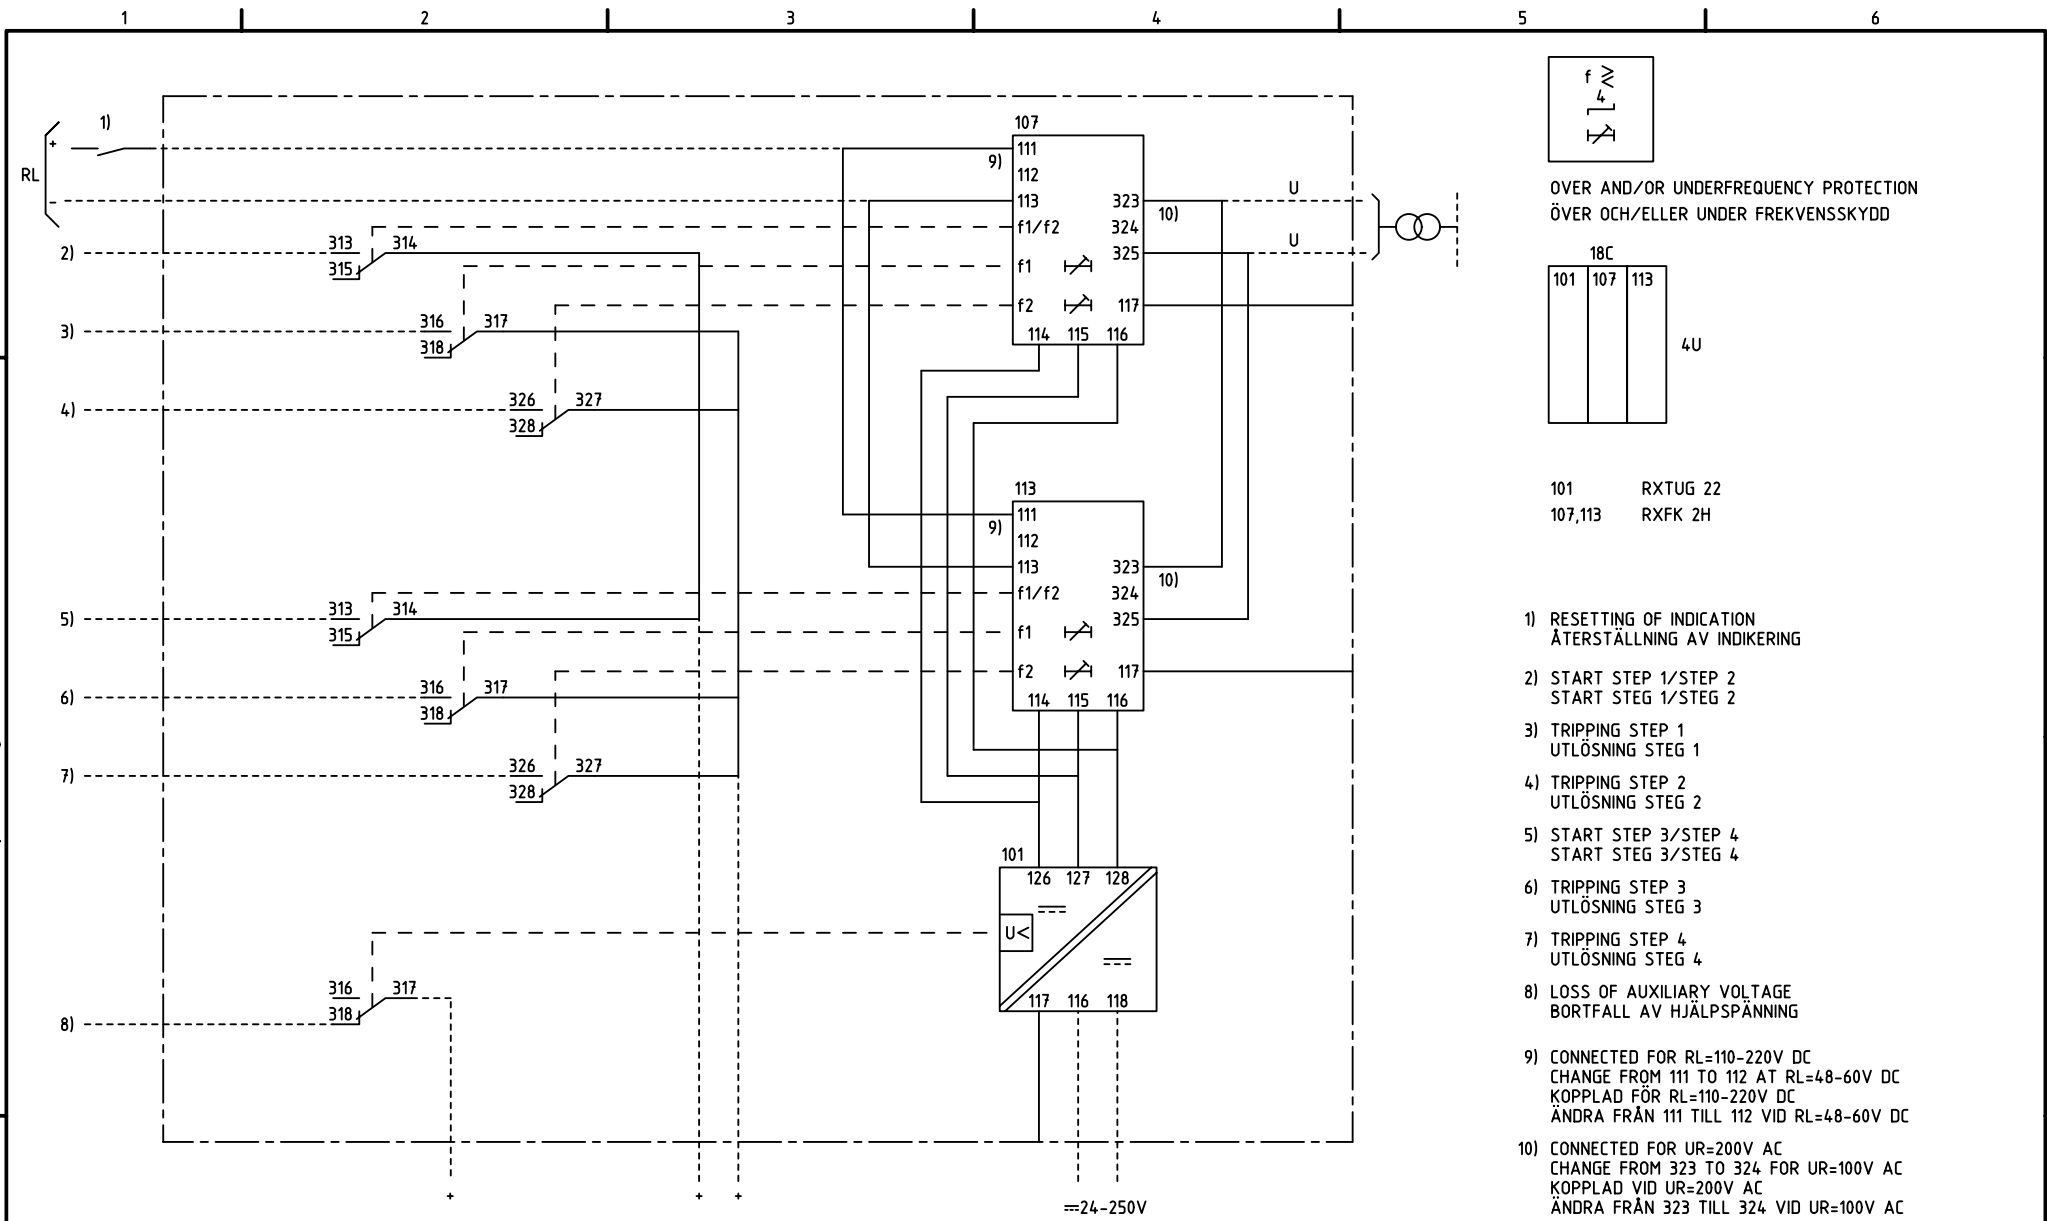 1 2 3 4 5 6
1)
RL
+
-
2)
313 314
315
3)
316 317
318
4)
326 327
328
5)
313 314
315
6)
316 317
318
7)
326 327
328
8)
316 317
318
+ + +
107
9)
111
112
113
f1/f2
f1
f2
323
10)
324
325
117
114 115 116
U
U
113
9)
111
112
113
f1/f2
f1
f2
323
10)
324
325
117
114 115 116
101
126 127 128
U<
117 116 118
24-250V
f ≷
4
OVER AND/OR UNDERFREQUENCY PROTECTION
ÖVER OCH/ELLER UNDER FREKVENSSKYDD
18C
101 107 113
4U
101 RXTUG 22
107,113 RXFK 2H
1) RESETTING OF INDICATION
ÅTERSTÄLLNING AV INDIKERING
2) START STEP 1/STEP 2
START STEG 1/STEG 2
3) TRIPPING STEP 1
UTLÖSNING STEG 1
4) TRIPPING STEP 2
UTLÖSNING STEG 2
5) START STEP 3/STEP 4
START STEG 3/STEG 4
6) TRIPPING STEP 3
UTLÖSNING STEG 3
7) TRIPPING STEP 4
UTLÖSNING STEG 4
8) LOSS OF AUXILIARY VOLTAGE
BORTFALL AV HJÄLPSPÄNNING
9) CONNECTED FOR RL=110-220V DC
CHANGE FROM 111 TO 112 AT RL=48-60V DC
KOPPLAD FÖR RL=110-220V DC
ÄNDRA FRÅN 111 TILL 112 VID RL=48-60V DC
10) CONNECTED FOR UR=200V AC
CHANGE FROM 323 TO 324 FOR UR=100V AC
KOPPLAD VID UR=200V AC
ÄNDRA FRÅN 323 TILL 324 VID UR=100V AC